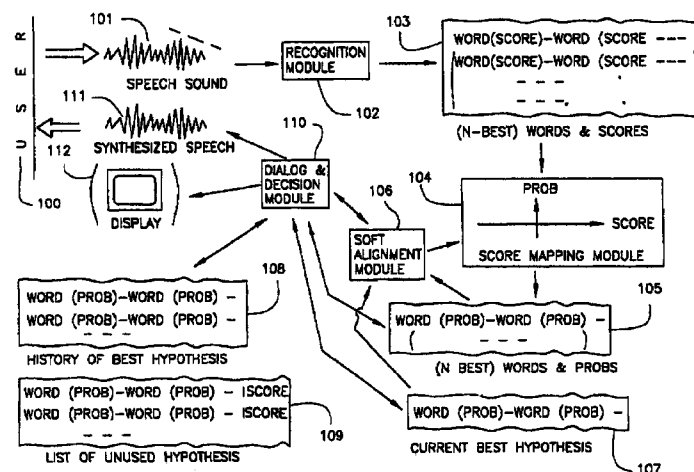 USER
101
SPEECH SOUND
RECOGNITION
MODULE
102
103
WORD(SCORE)-WORD (SCORE ---
WORD(SCORE)-WORD (SCORE ---
---
---
(N-BEST) WORDS & SCORES
111
SYNTHESIZED SPEECH
112
100
DISPLAY
110
DIALOG &
DECISION
MODULE
104
PROB
SCORE
SCORE MAPPING MODULE
106
SOFT
ALIGNMENT
MODULE
WORD (PROB)-WORD (PROB) -
WORD (PROB)-WORD (PROB) -
---
108
HISTORY OF BEST HYPOTHESIS
WORD (PROB)-WORD (PROB) -
( --- )
105
(N BEST) WORDS & PROBS
WORD (PROB)-WORD (PROB) - ISCORE
WORD (PROB)-WORD (PROB) - ISCORE
---
109
LIST OF UNUSED HYPOTHESIS
WORD (PROB)-WORD (PROB) -
CURRENT BEST HYPOTHESIS
107